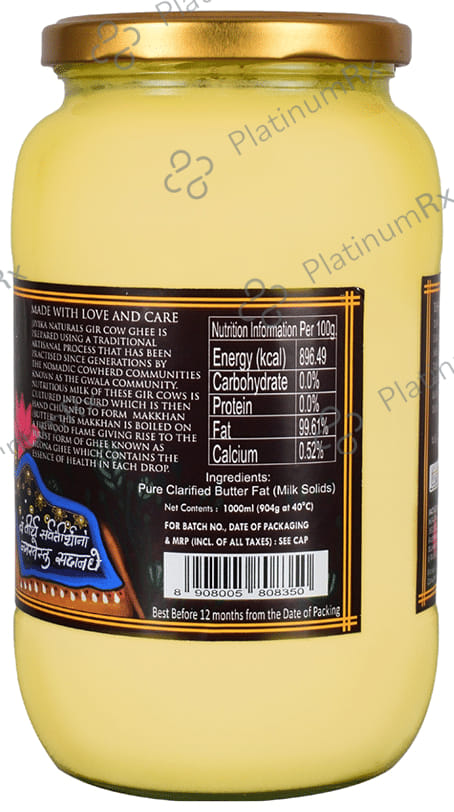 MADE WITH LOVE AND CARE
NATURALS GIR COW GHEE IS
PREPARED USING A TRADITIONAL
ARTISANAL PROCESS THAT HAS BEEN
PRACTISED SINCE GENERATIONS BY
THE NOMADIC COWHERD COMMUNITIES
KNOWN AS THE GWALA COMMUNITY.
NUTRITIOUS MILK OF THESE GIR COWS IS
CULTURED INTO CURD WHICH IS THEN
HAND CHURNED TO FORM MAKKHAN
THIS MAKKHAN IS BOILED ON
FLAME GIVING RISE TO THE
FORM OF GHEE KNOWN AS
GHEE WHICH CONTAINS THE
ESSENCE OF HEALTH IN EACH DROP.
Nutrition Information Per 100g
Energy (kcal) 896.49
Carbohydrate 0.0%
Protein 0.0%
Fat 99.61%
Calcium 0.52%
Ingredients:
Pure Clarified Butter Fat (Milk Solids)
Net Contents : 1000ml (904g at 40°C)
FOR BATCH NO., DATE OF PACKAGING
& MRP (INCL. OF ALL TAXES) : SEE CAP
8 908005 808350
Best Before 12 months from the Date of Packing
PlatinumRx
PlatinumRx